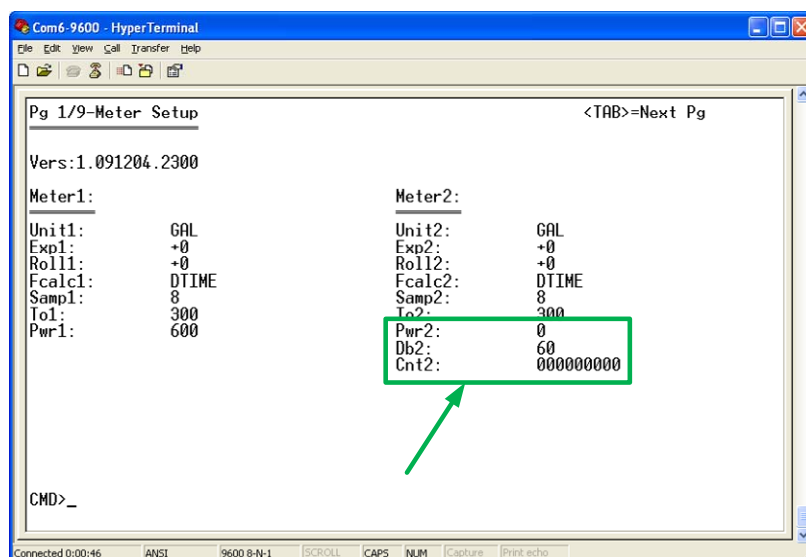 Com6-9600 - HyperTerminal
File Edit View Call Transfer Help
Pg 1/9-Meter Setup <TAB>=Next Pg
Vers:1.091204.2300
Meter1: Meter2:
Unit1: GAL Unit2: GAL
Exp1: +0 Exp2: +0
Roll1: +0 Roll2: +0
Fcalc1: DTIME Fcalc2: DTIME
Samp1: 8 Samp2: 8
To1: 300 To2: 300
Pwr1: 600 Pwr2: 0
Db2: 60
Cnt2: 000000000
CMD>_
Connected 0:00:46 ANSI 9600 8-N-1 SCROLL CAPS NUM Capture Print echo